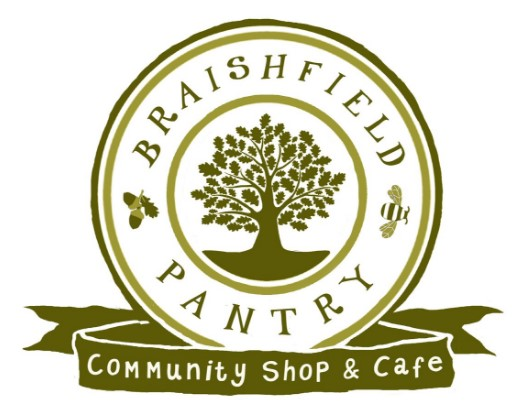 BRAISHFIELD
PANTRY
Community Shop & Cafe